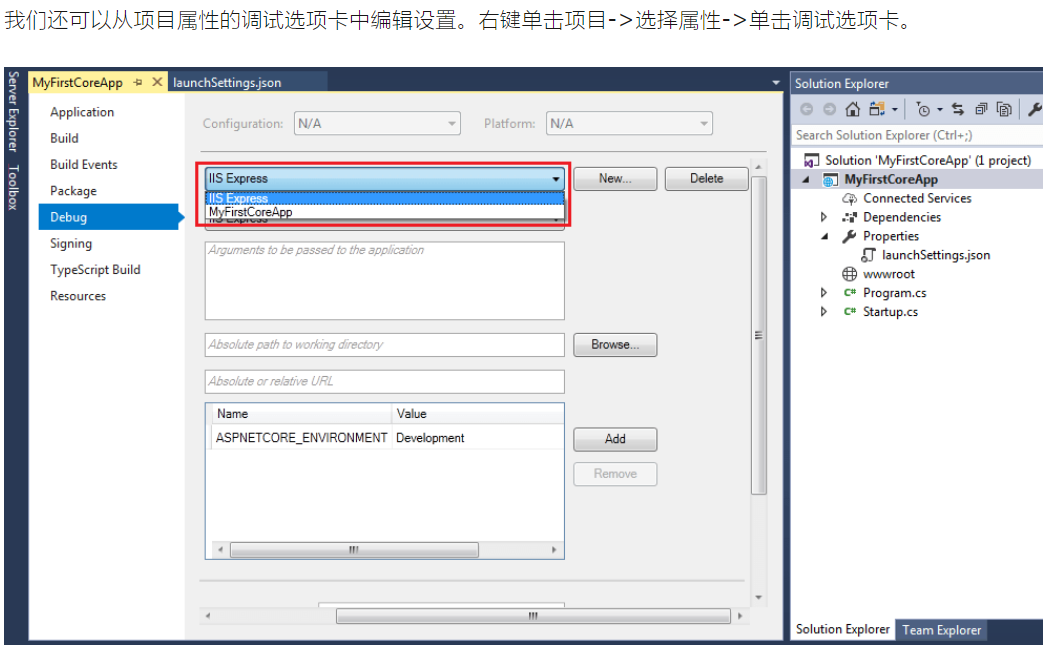 我们还可以从项目属性的调试选项卡中编辑设置。右键单击项目->选择属性->单击调试选项卡。
Server Explorer
Toolbox
MyFirstCoreApp
launchSettings.json
Application
Build
Build Events
Package
Debug
Signing
TypeScript Build
Resources
Configuration: N/A Platform: N/A
IIS Express New... Delete
IIS Express
MyFirstCoreApp
IIS Express
Arguments to be passed to the application
Absolute path to working directory Browse...
Absolute or relative URL
Name Value
ASPNETCORE_ENVIRONMENT Development
Add
Remove
Solution Explorer
Search Solution Explorer (Ctrl+;)
Solution 'MyFirstCoreApp' (1 project)
MyFirstCoreApp
Connected Services
Dependencies
Properties
launchSettings.json
wwwroot
C# Program.cs
C# Startup.cs
Solution Explorer Team Explorer